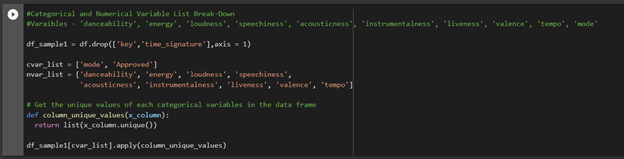 #Categorical and Numerical Variable List Break-Down
#Varaibles - 'danceability', 'energy', 'loudness', 'speechiness', 'acousticness', 'instrumentalness', 'liveness', 'valence', 'tempo', 'mode'
df_sample1 = df.drop(['key','time_signature'],axis = 1)
cvar_list = ['mode', 'Approved']
nvar_list = ['danceability', 'energy', 'loudness', 'speechiness',
'acousticness', 'instrumentalness', 'liveness', 'valence', 'tempo']
# Get the unique values of each categorical variables in the data frame
def column_unique_values(x_column):
return list(x_column.unique())
df_sample1[cvar_list].apply(column_unique_values)